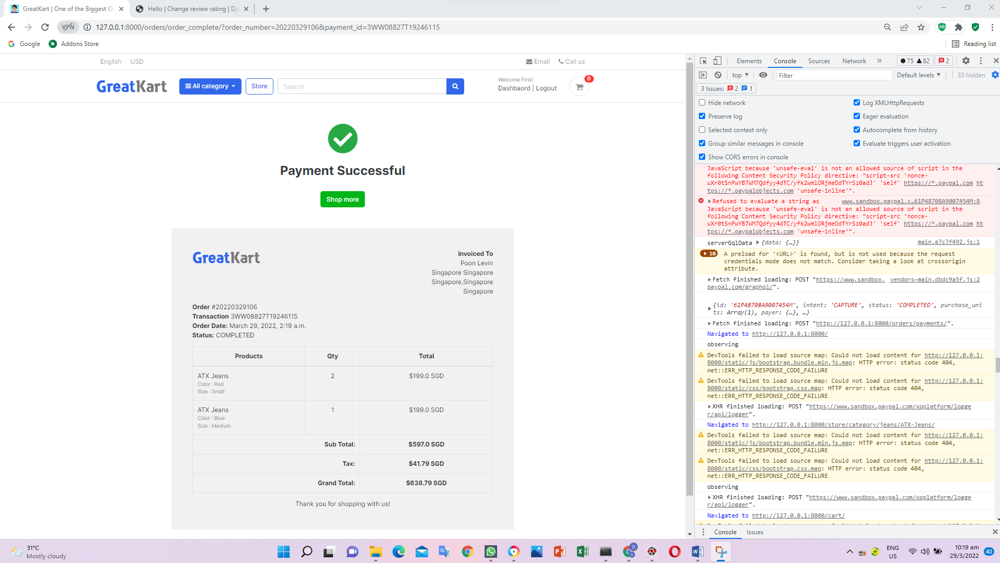 GreatKart | One of the Biggest O
Hello | Change review rating | Dja
VPN
127.0.0.1:8000/orders/order_complete/?order_number=20220329106&payment_id=3WW08827T19246115
Google
Addons Store
Reading list
English
USD
Email
Call us
GreatKart
All category
Store
Search
Welcome First!
Dashbaord | Logout
0
Payment Successful
Shop more
GreatKart
Invoiced To
Poon Levin
Singapore Singapore
Singapore,Singapore
Singapore
Order #20220329106
Transaction 3WW08827T19246115
Order Date: March 29, 2022, 2:19 a.m.
Status: COMPLETED
Products Qty Total
ATX Jeans 2 $199.0 SGD
Color : Red
Size : Small
ATX Jeans 1 $199.0 SGD
Color : Blue
Size : Medium
Sub Total: $597.0 SGD
Tax: $41.79 SGD
Grand Total: $638.79 SGD
Thank you for shopping with us!
Elements Console Sources Network » 75 82 2
top Filter Default levels 33 hidden
3 Issues: 2 1
Hide network
Log XMLHttpRequests
Preserve log
Eager evaluation
Selected context only
Autocomplete from history
Group similar messages in console
Evaluate triggers user activation
Show CORS errors in console
JavaScript because 'unsafe-eval' is not an allowed source of script in the
following Content Security Policy directive: "script-src 'nonce-
uXr0tSnPwYB7WM7Qdfyy4dTC/yfk2wmlORjmeOdTYrSz0adJ' 'self' https://*.paypal.com ht
tps://*.paypalobjects.com 'unsafe-inline'".
Refused to evaluate a string as www.sandbox.paypal.c…61P48708A9007454M:8
JavaScript because 'unsafe-eval' is not an allowed source of script in the
following Content Security Policy directive: "script-src 'nonce-
uXr0tSnPwYB7WM7Qdfyy4dTC/yfk2wmlORjmeOdTYrSz0adJ' 'self' https://*.paypal.com ht
tps://*.paypalobjects.com 'unsafe-inline'".
serverGqlData {data: {…}} main.e7c7f492.js:1
10 A preload for '<URL>' is found, but is not used because the request
credentials mode does not match. Consider taking a look at crossorigin
attribute.
Fetch finished loading: POST "https://www.sandbox. vendors~main.dbdc9a5f.js:2
paypal.com/graphql/".
{id: '61P48708A9007454M', intent: 'CAPTURE', status: 'COMPLETED', purchase_uni
ts: Array(1), payer: {…}, …}
Fetch finished loading: POST "http://127.0.0.1:8000/orders/payments/".
Navigated to http://127.0.0.1:8000/
observing
DevTools failed to load source map: Could not load content for http://127.0.0.1:
8000/static/js/bootstrap.bundle.min.js.map: HTTP error: status code 404,
net::ERR_HTTP_RESPONSE_CODE_FAILURE
DevTools failed to load source map: Could not load content for http://127.0.0.1:
8000/static/css/bootstrap.css.map: HTTP error: status code 404,
net::ERR_HTTP_RESPONSE_CODE_FAILURE
XHR finished loading: POST "https://www.sandbox.paypal.com/xoplatform/logge
r/api/logger".
Navigated to http://127.0.0.1:8000/store/category/jeans/ATX-Jeans/
DevTools failed to load source map: Could not load content for http://127.0.0.1:
8000/static/js/bootstrap.bundle.min.js.map: HTTP error: status code 404,
net::ERR_HTTP_RESPONSE_CODE_FAILURE
DevTools failed to load source map: Could not load content for http://127.0.0.1:
8000/static/css/bootstrap.css.map: HTTP error: status code 404,
net::ERR_HTTP_RESPONSE_CODE_FAILURE
observing
XHR finished loading: POST "https://www.sandbox.paypal.com/xoplatform/logge
r/api/logger".
Navigated to http://127.0.0.1:8000/cart/
Console Issues
31°C
Mostly cloudy
ENG
US
10:19 am
29/3/2022
40